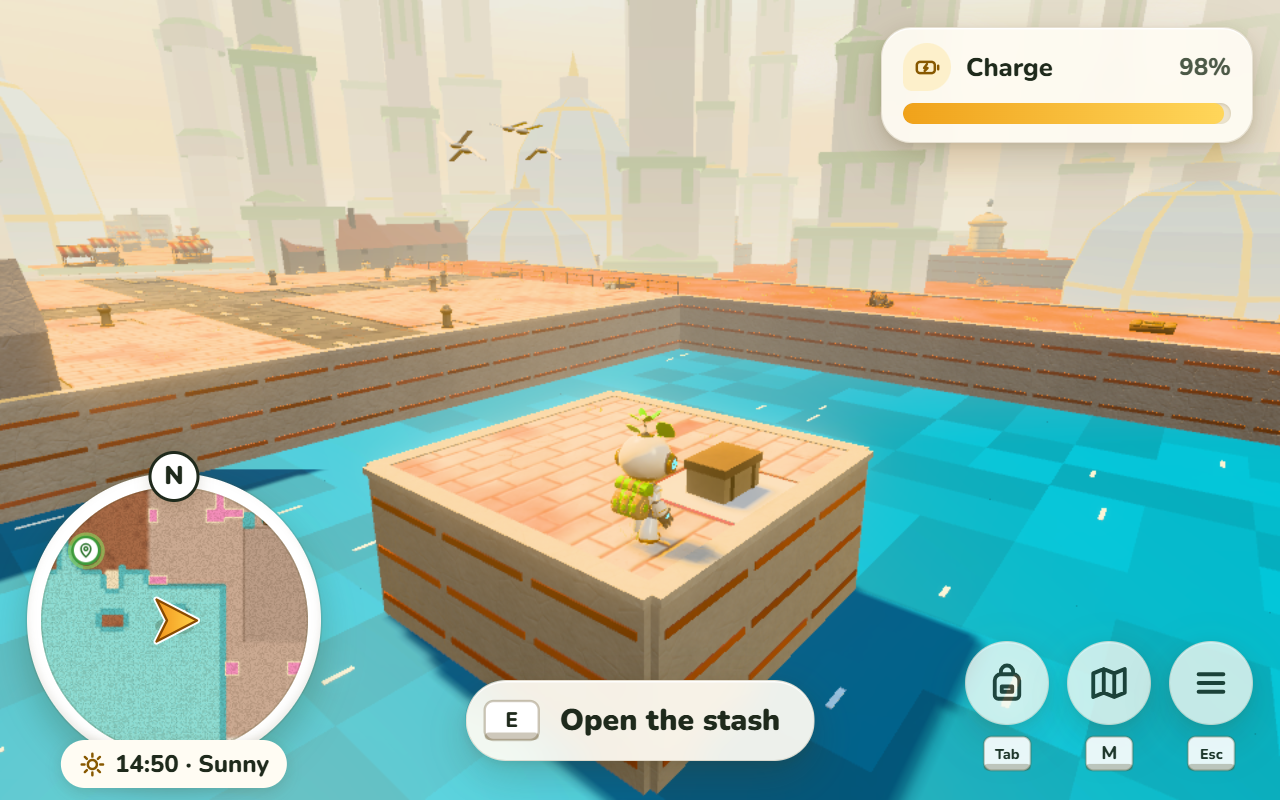 Charge 98%
N
E Open the stash
14:50 · Sunny
Tab M Esc